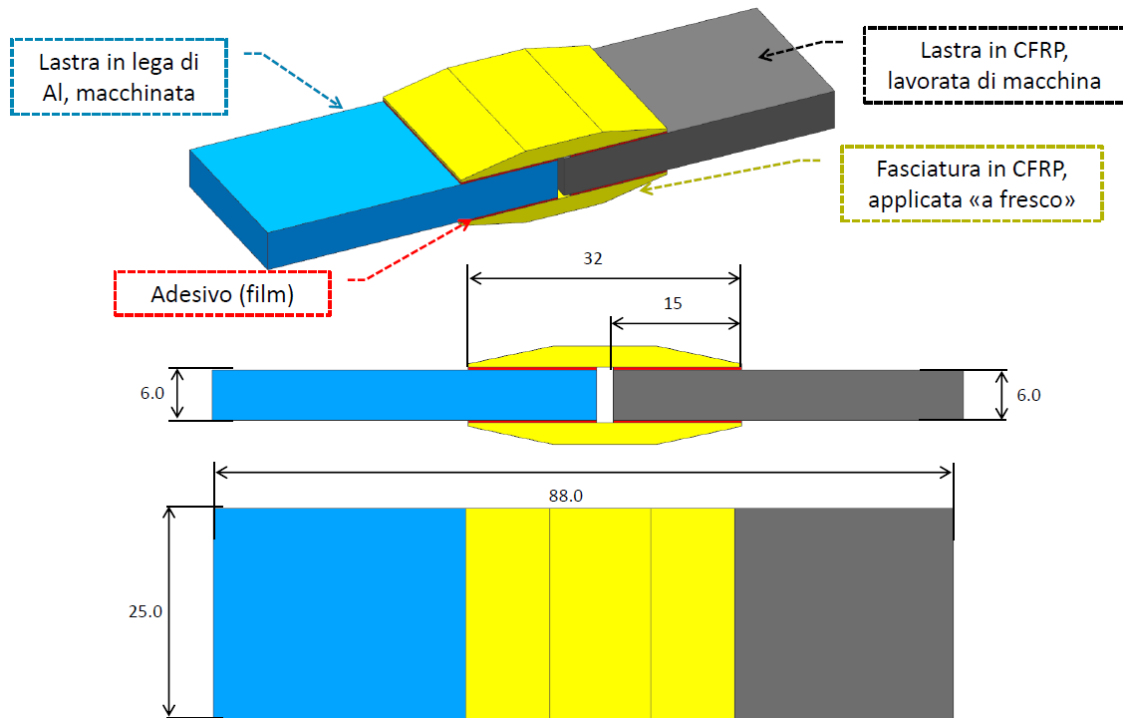 Lastra in lega di
Al, macchinata
Lastra in CFRP,
lavorata di macchina
Fasciatura in CFRP,
applicata «a fresco»
Adesivo (film)
32
15
6.0
6.0
88.0
25.0